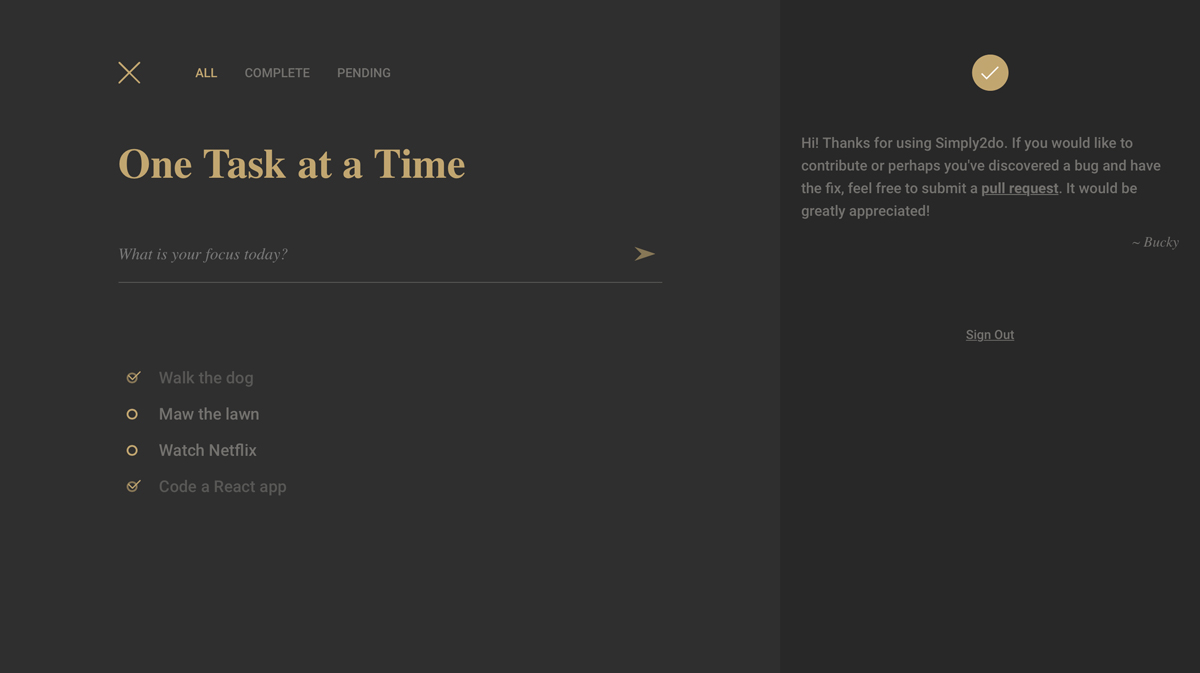 ALL COMPLETE PENDING
One Task at a Time
What is your focus today?
Walk the dog
Maw the lawn
Watch Netflix
Code a React app
Hi! Thanks for using Simply2do. If you would like to
contribute or perhaps you've discovered a bug and have
the fix, feel free to submit a pull request. It would be
greatly appreciated!
~ Bucky
Sign Out